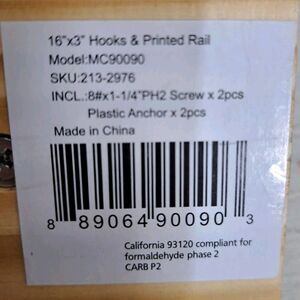 16"x3" Hooks & Printed Rail
Model:MC90090
SKU:213-2976
INCL.:8#x1-1/4"PH2 Screw x 2pcs
Plastic Anchor x 2pcs
Made in China
8 89064 90090 3
California 93120 compliant for
formaldehyde phase 2
CARB P2